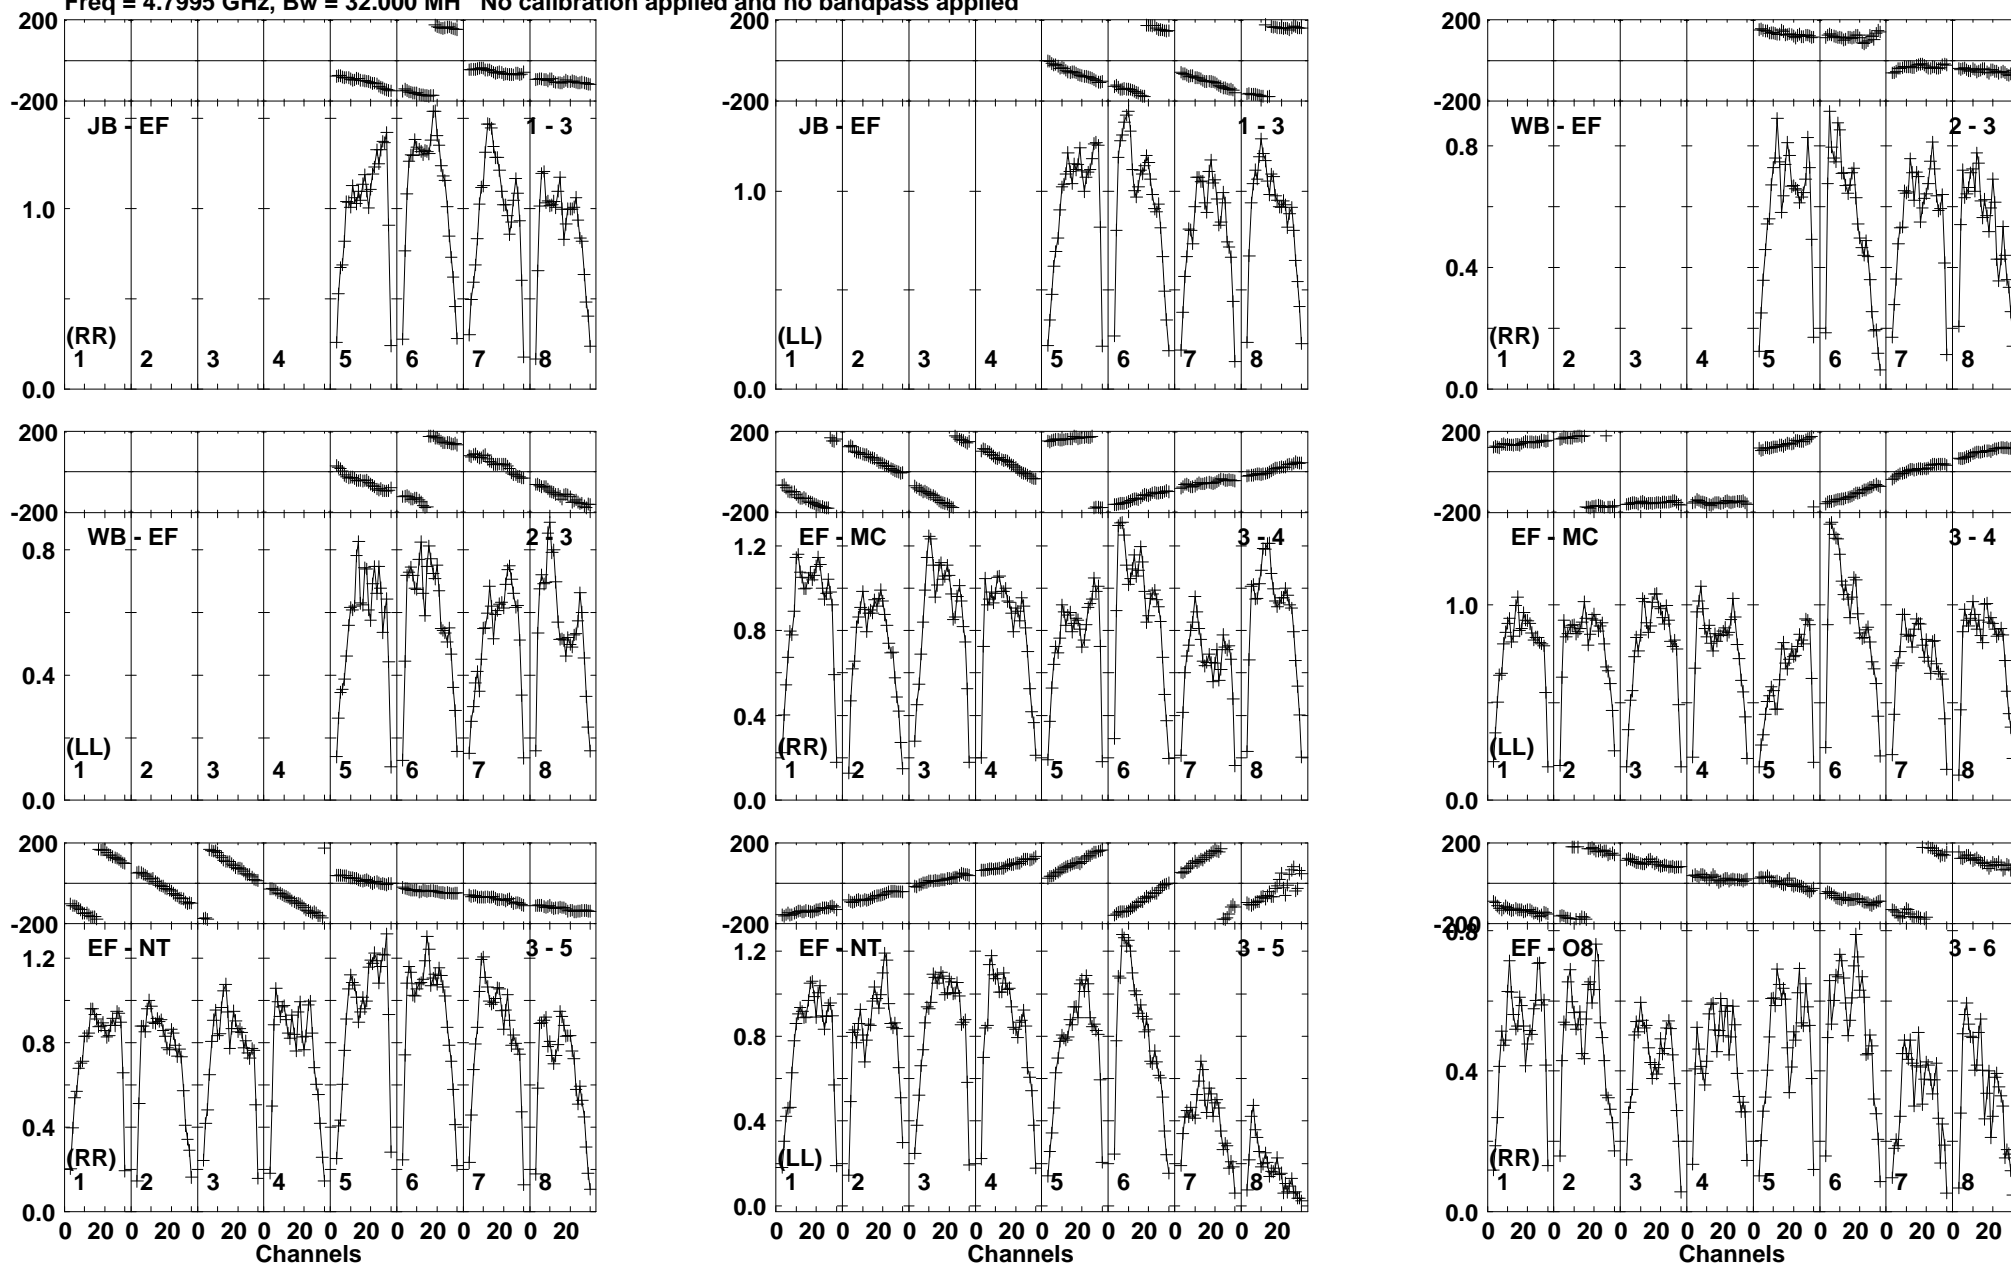 Freq = 4.7995 GHz, Bw = 32.000 MH No calibration applied and no bandpass applied
200 200 200
-200 -200 -200
JB - EF 1 - 3 JB - EF 1 - 3 WB - EF 2 - 3
0.8
1.0 1.0
0.4
(RR) (LL) (RR)
1 2 3 4 5 6 7 8 1 2 3 4 5 6 7 8 1 2 3 4 5 6 7 8
0.0 0.0 0.0
200 200 200
-200 -200 -200
WB - EF 2 - 3 EF - MC 3 - 4 EF - MC 3 - 4
0.8 1.2
1.0
0.8
0.4 0.4
(LL) (RR) (LL)
1 2 3 4 5 6 7 8 1 2 3 4 5 6 7 8 1 2 3 4 5 6 7 8
0.0 0.0 0.0
200 200 200
-200 -200 -200
0.8
EF - NT 3 - 5 EF - NT 3 - 5 EF - O8 3 - 6
1.2 1.2
0.8 0.8
0.4 0.4 0.4
(RR) (LL) (RR)
1 2 3 4 5 6 7 8 1 2 3 4 5 6 7 8 1 2 3 4 5 6 7 8
0.0 0.0 0.0
0 20 0 20 0 20 0 20 0 20 0 20 0 20 0 20 0 20 0 20 0 20 0 20 0 20 0 20 0 20 0 20 0 20 0 20 0 20 0 20 0 20 0 20 0 20 0 20
Channels Channels Channels